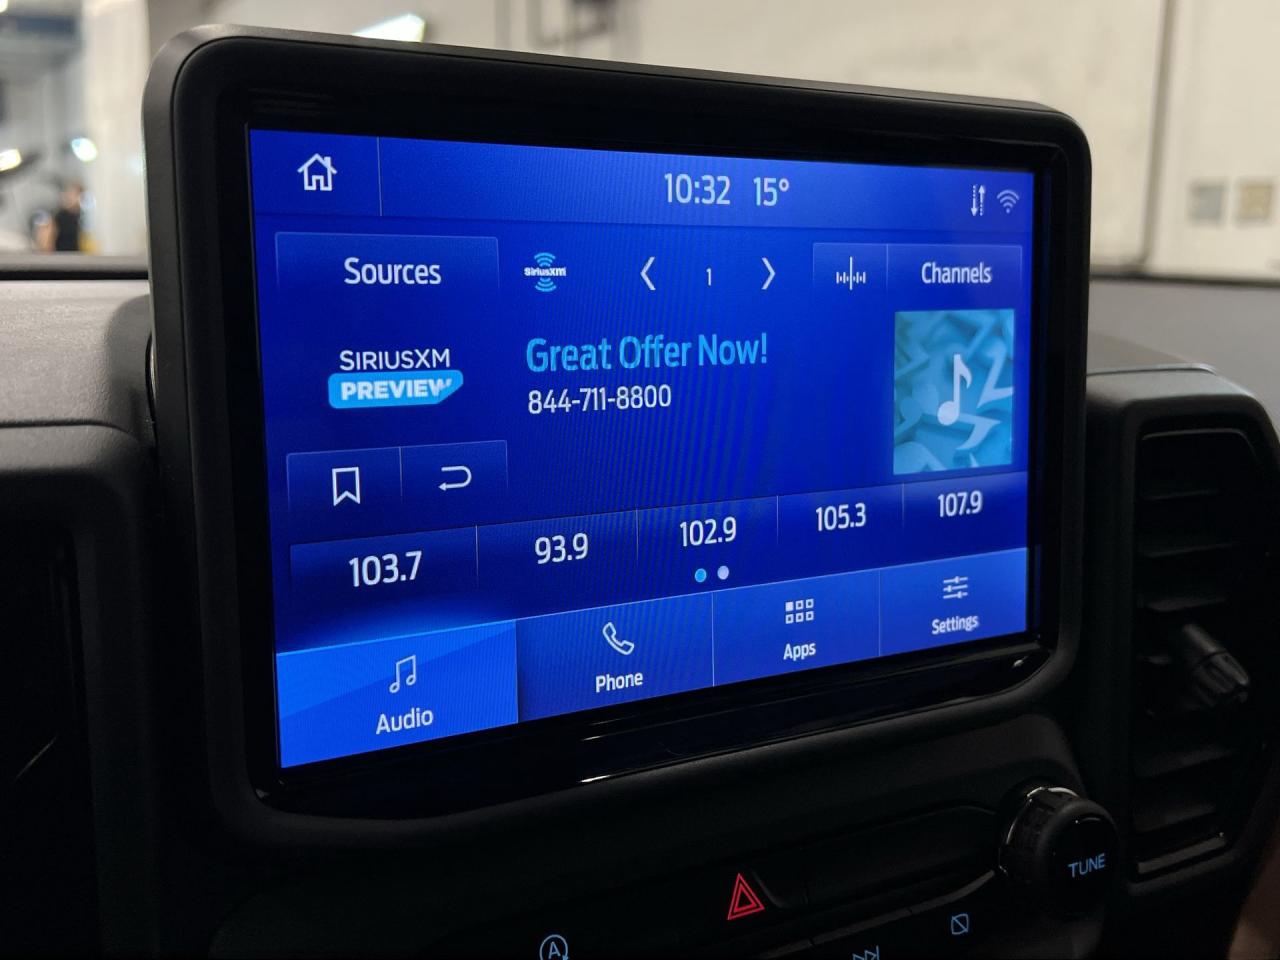 10:32 15°
Sources
SiriusXM
1
Channels
SIRIUSXM
PREVIEW
Great Offer Now!
844-711-8800
103.7
93.9
102.9
105.3
107.9
Audio
Phone
Apps
Settings
TUNE
A